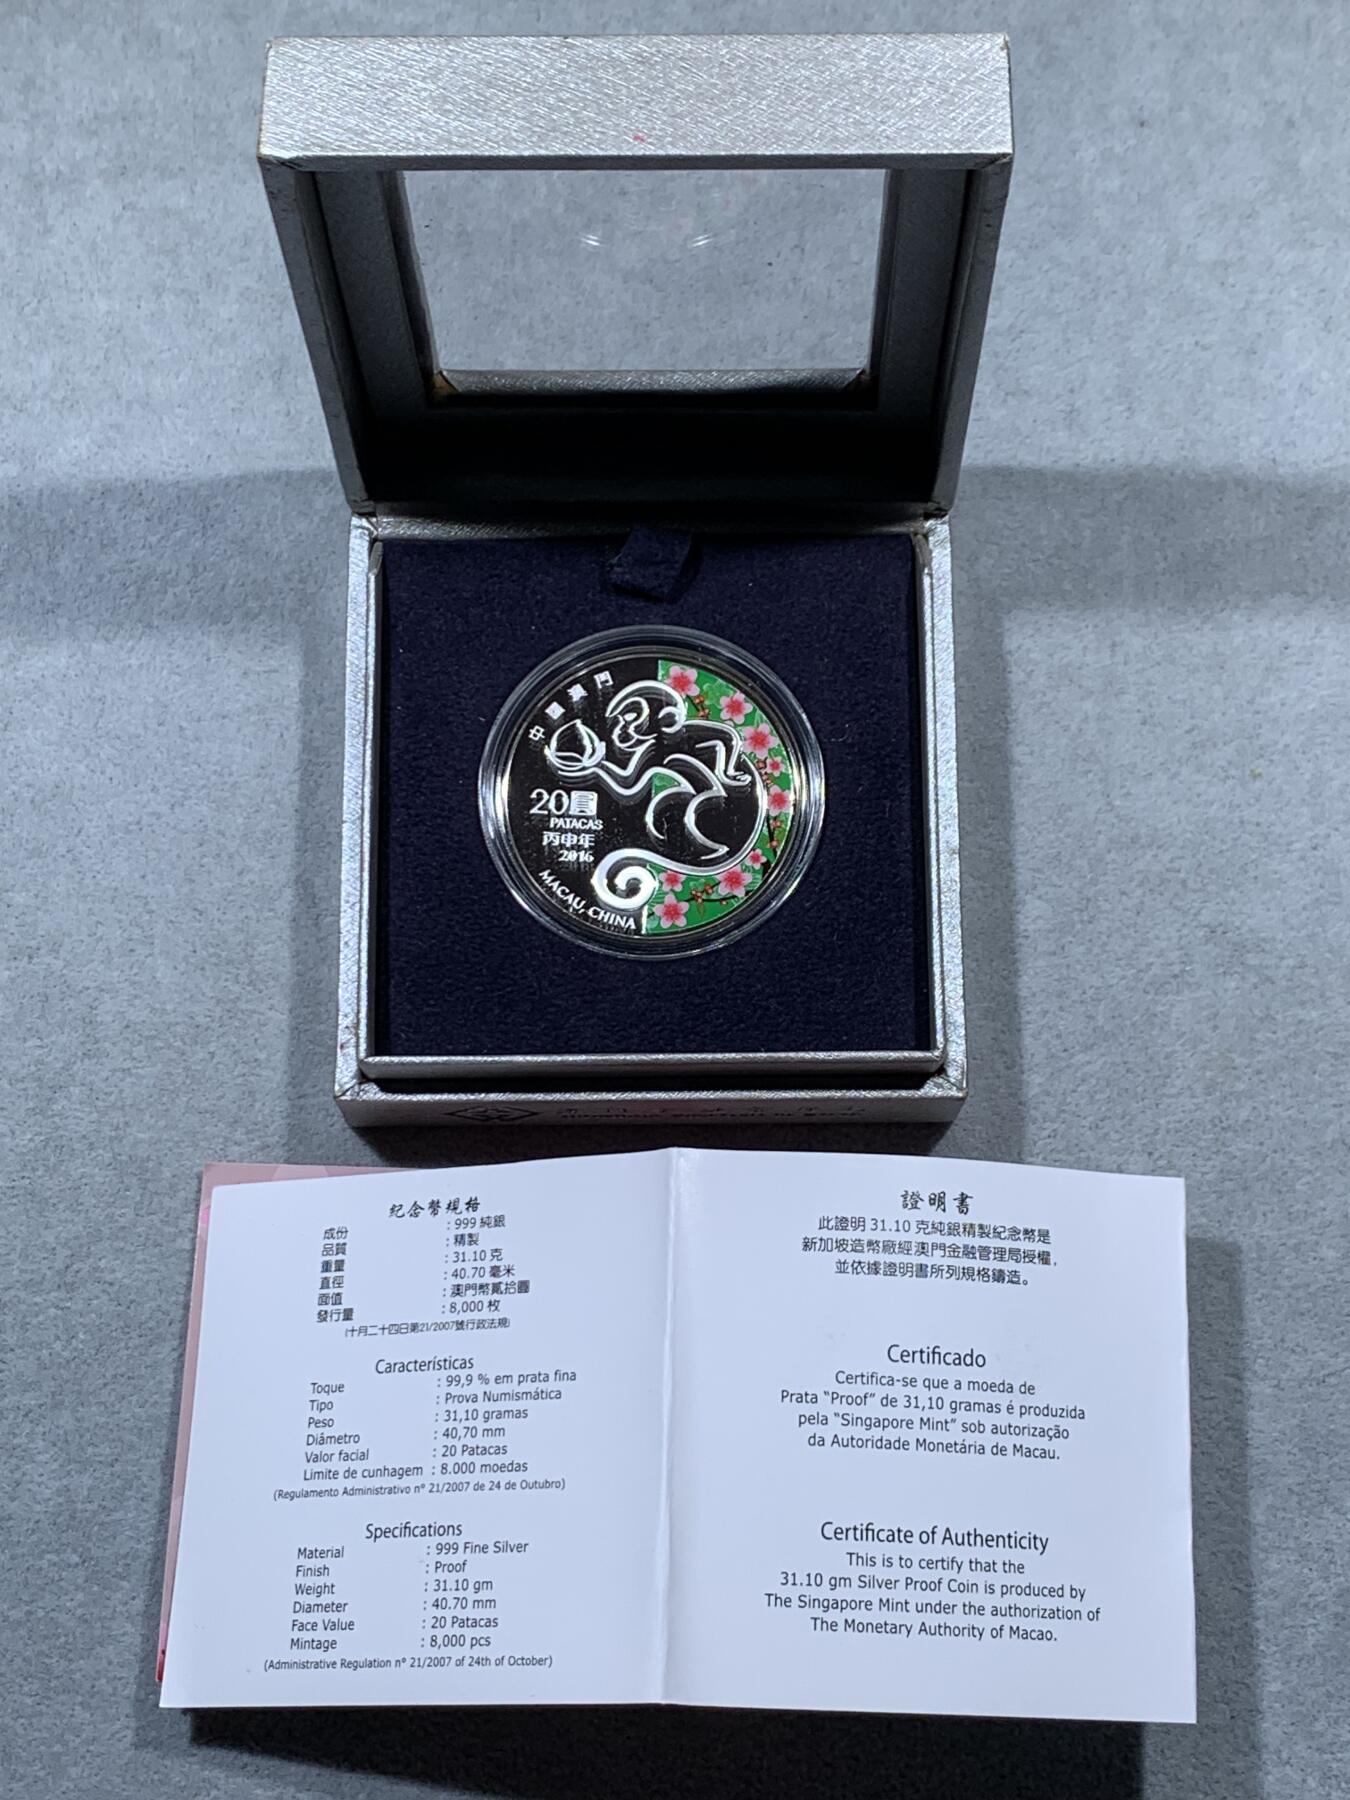 中國澳門
20圓
PATACAS
丙申年
2016
MACAU, CHINA
紀念幣規格
成份 : 999 純銀
品質 : 精製
重量 : 31.10 克
直徑 : 40.70 毫米
面值 : 澳門幣貳拾圓
發行量 : 8,000 枚
(十月二十四日第21/2007號行政法規)
Características
Toque : 99,9 % em prata fina
Tipo : Prova Numismática
Peso : 31,10 gramas
Diâmetro : 40,70 mm
Valor facial : 20 Patacas
Limite de cunhagem : 8.000 moedas
(Regulamento Administrativo nº 21/2007 de 24 de Outubro)
Specifications
Material : 999 Fine Silver
Finish : Proof
Weight : 31.10 gm
Diameter : 40.70 mm
Face Value : 20 Patacas
Mintage : 8,000 pcs
(Administrative Regulation nº 21/2007 of 24th of October)
證明書
此證明 31.10 克純銀精製紀念幣是
新加坡造幣廠經澳門金融管理局授權,
並依據證明書所列規格鑄造。
Certificado
Certifica-se que a moeda de
Prata “Proof” de 31,10 gramas é produzida
pela “Singapore Mint” sob autorização
da Autoridade Monetária de Macau.
Certificate of Authenticity
This is to certify that the
31.10 gm Silver Proof Coin is produced by
The Singapore Mint under the authorization of
The Monetary Authority of Macao.